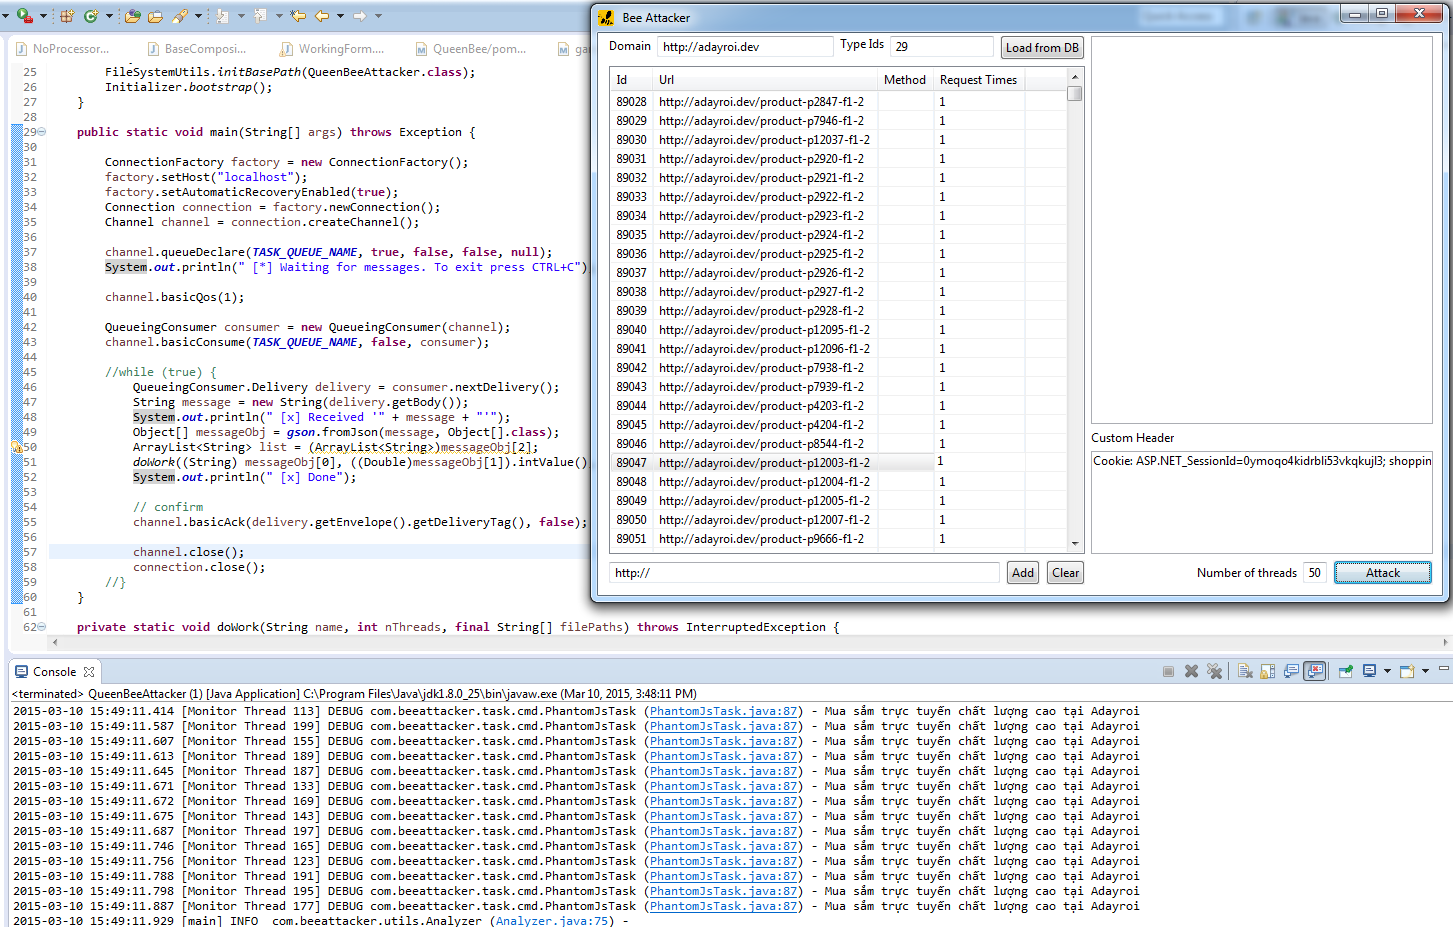 NoProcessor...
BaseComposi...
WorkingForm....
QueenBee/pom...
25 FileSystemUtils.initBasePath(QueenBeeAttacker.class);
26 Initializer.bootstrap();
27 }
28
29 public static void main(String[] args) throws Exception {
30
31 ConnectionFactory factory = new ConnectionFactory();
32 factory.setHost("localhost");
33 factory.setAutomaticRecoveryEnabled(true);
34 Connection connection = factory.newConnection();
35 Channel channel = connection.createChannel();
36
37 channel.queueDeclare(TASK_QUEUE_NAME, true, false, false, null);
38 System.out.println(" [*] Waiting for messages. To exit press CTRL+C")
39
40 channel.basicQos(1);
41
42 QueueingConsumer consumer = new QueueingConsumer(channel);
43 channel.basicConsume(TASK_QUEUE_NAME, false, consumer);
44
45 //while (true) {
46 QueueingConsumer.Delivery delivery = consumer.nextDelivery();
47 String message = new String(delivery.getBody());
48 System.out.println(" [x] Received '" + message + "'");
49 Object[] messageObj = gson.fromJson(message, Object[].class);
50 ArrayList<String> list = (ArrayList<String>)messageObj[2];
51 doWork((String) messageObj[0], ((Double)messageObj[1]).intValue()
52 System.out.println(" [x] Done");
53
54 // confirm
55 channel.basicAck(delivery.getEnvelope().getDeliveryTag(), false);
56
57 channel.close();
58 connection.close();
59 //}
60 }
61
62 private static void doWork(String name, int nThreads, final String[] filePaths) throws InterruptedException {
Bee Attacker
Domain http://adayroi.dev Type Ids 29 Load from DB
Id Url Method Request Times
89028 http://adayroi.dev/product-p2847-f1-2 1
89029 http://adayroi.dev/product-p7946-f1-2 1
89030 http://adayroi.dev/product-p12037-f1-2 1
89031 http://adayroi.dev/product-p2920-f1-2 1
89032 http://adayroi.dev/product-p2921-f1-2 1
89033 http://adayroi.dev/product-p2922-f1-2 1
89034 http://adayroi.dev/product-p2923-f1-2 1
89035 http://adayroi.dev/product-p2924-f1-2 1
89036 http://adayroi.dev/product-p2925-f1-2 1
89037 http://adayroi.dev/product-p2926-f1-2 1
89038 http://adayroi.dev/product-p2927-f1-2 1
89039 http://adayroi.dev/product-p2928-f1-2 1
89040 http://adayroi.dev/product-p12095-f1-2 1
89041 http://adayroi.dev/product-p12096-f1-2 1
89042 http://adayroi.dev/product-p7938-f1-2 1
89043 http://adayroi.dev/product-p7939-f1-2 1
89044 http://adayroi.dev/product-p4203-f1-2 1
89045 http://adayroi.dev/product-p4204-f1-2 1
89046 http://adayroi.dev/product-p8544-f1-2 1
89047 http://adayroi.dev/product-p12003-f1-2 1
89048 http://adayroi.dev/product-p12004-f1-2 1
89049 http://adayroi.dev/product-p12005-f1-2 1
89050 http://adayroi.dev/product-p12007-f1-2 1
89051 http://adayroi.dev/product-p9666-f1-2 1
http:// Add Clear
Custom Header
Cookie: ASP.NET_SessionId=0ymoqo4kidrbli53vkqkujl3; shoppin
Number of threads 50 Attack
Console
<terminated> QueenBeeAttacker (1) [Java Application] C:\Program Files\Java\jdk1.8.0_25\bin\javaw.exe (Mar 10, 2015, 3:48:11 PM)
2015-03-10 15:49:11.414 [Monitor Thread 113] DEBUG com.beeattacker.task.cmd.PhantomJsTask (PhantomJsTask.java:87) - Mua sắm trực tuyến chất lượng cao tại Adayroi
2015-03-10 15:49:11.587 [Monitor Thread 199] DEBUG com.beeattacker.task.cmd.PhantomJsTask (PhantomJsTask.java:87) - Mua sắm trực tuyến chất lượng cao tại Adayroi
2015-03-10 15:49:11.607 [Monitor Thread 155] DEBUG com.beeattacker.task.cmd.PhantomJsTask (PhantomJsTask.java:87) - Mua sắm trực tuyến chất lượng cao tại Adayroi
2015-03-10 15:49:11.613 [Monitor Thread 189] DEBUG com.beeattacker.task.cmd.PhantomJsTask (PhantomJsTask.java:87) - Mua sắm trực tuyến chất lượng cao tại Adayroi
2015-03-10 15:49:11.645 [Monitor Thread 187] DEBUG com.beeattacker.task.cmd.PhantomJsTask (PhantomJsTask.java:87) - Mua sắm trực tuyến chất lượng cao tại Adayroi
2015-03-10 15:49:11.671 [Monitor Thread 133] DEBUG com.beeattacker.task.cmd.PhantomJsTask (PhantomJsTask.java:87) - Mua sắm trực tuyến chất lượng cao tại Adayroi
2015-03-10 15:49:11.672 [Monitor Thread 169] DEBUG com.beeattacker.task.cmd.PhantomJsTask (PhantomJsTask.java:87) - Mua sắm trực tuyến chất lượng cao tại Adayroi
2015-03-10 15:49:11.675 [Monitor Thread 143] DEBUG com.beeattacker.task.cmd.PhantomJsTask (PhantomJsTask.java:87) - Mua sắm trực tuyến chất lượng cao tại Adayroi
2015-03-10 15:49:11.687 [Monitor Thread 197] DEBUG com.beeattacker.task.cmd.PhantomJsTask (PhantomJsTask.java:87) - Mua sắm trực tuyến chất lượng cao tại Adayroi
2015-03-10 15:49:11.746 [Monitor Thread 165] DEBUG com.beeattacker.task.cmd.PhantomJsTask (PhantomJsTask.java:87) - Mua sắm trực tuyến chất lượng cao tại Adayroi
2015-03-10 15:49:11.756 [Monitor Thread 123] DEBUG com.beeattacker.task.cmd.PhantomJsTask (PhantomJsTask.java:87) - Mua sắm trực tuyến chất lượng cao tại Adayroi
2015-03-10 15:49:11.788 [Monitor Thread 191] DEBUG com.beeattacker.task.cmd.PhantomJsTask (PhantomJsTask.java:87) - Mua sắm trực tuyến chất lượng cao tại Adayroi
2015-03-10 15:49:11.798 [Monitor Thread 195] DEBUG com.beeattacker.task.cmd.PhantomJsTask (PhantomJsTask.java:87) - Mua sắm trực tuyến chất lượng cao tại Adayroi
2015-03-10 15:49:11.887 [Monitor Thread 177] DEBUG com.beeattacker.task.cmd.PhantomJsTask (PhantomJsTask.java:87) - Mua sắm trực tuyến chất lượng cao tại Adayroi
2015-03-10 15:49:11.929 [main] INFO com.beeattacker.utils.Analyzer (Analyzer.java:75) -